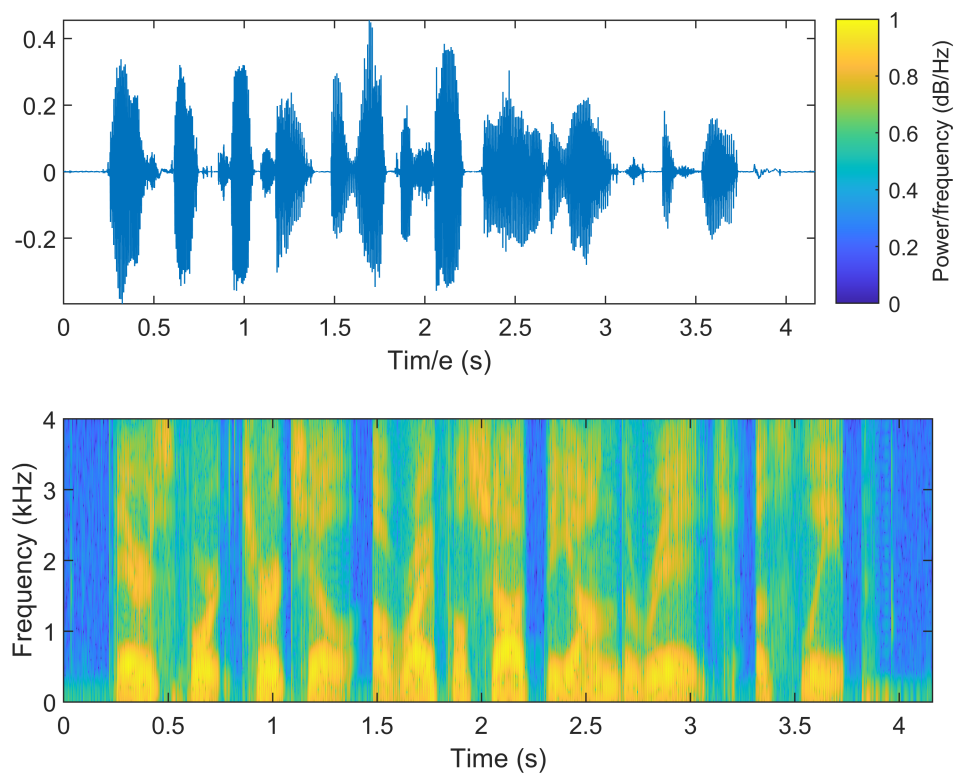 0.4
0.2
0
-0.2
0 0.5 1 1.5 2 2.5 3 3.5 4
Tim/e (s)
1
0.8
0.6
0.4
0.2
0
Power/frequency (dB/Hz)
4
3
2
1
0
Frequency (kHz)
0 0.5 1 1.5 2 2.5 3 3.5 4
Time (s)